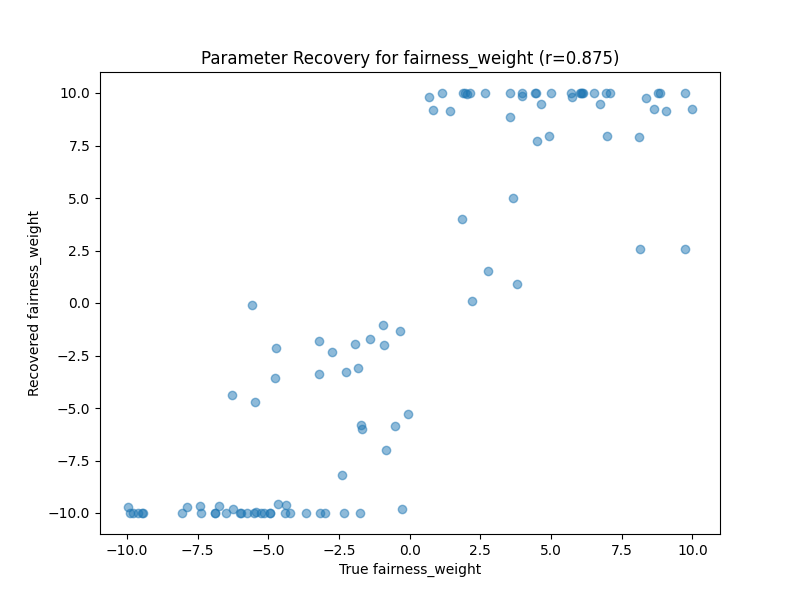 Parameter Recovery for fairness_weight (r=0.875)
10.0
7.5
5.0
2.5
0.0
−2.5
−5.0
−7.5
−10.0
Recovered fairness_weight
−10.0 −7.5 −5.0 −2.5 0.0 2.5 5.0 7.5 10.0
True fairness_weight